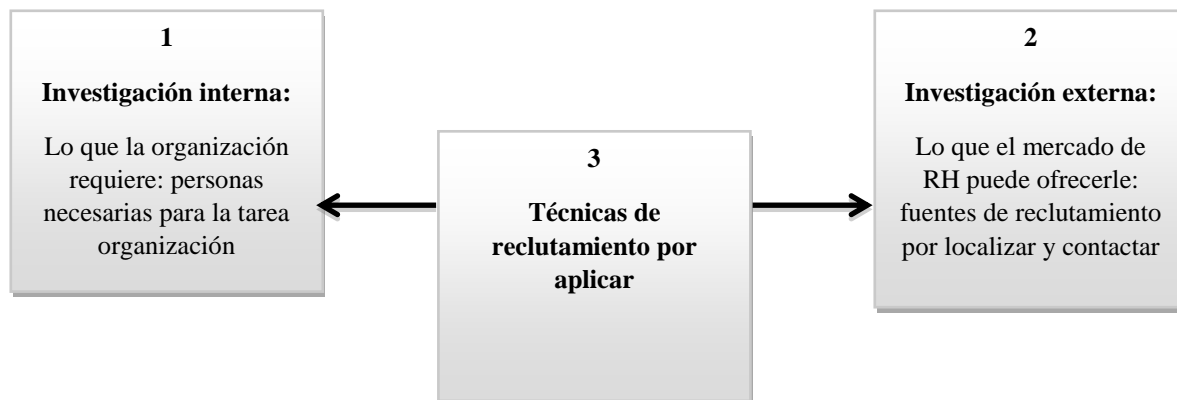 1
Investigación interna:
Lo que la organización
requiere: personas
necesarias para la tarea
organización
3
Técnicas de
reclutamiento por
aplicar
2
Investigación externa:
Lo que el mercado de
RH puede ofrecerle:
fuentes de reclutamiento
por localizar y contactar